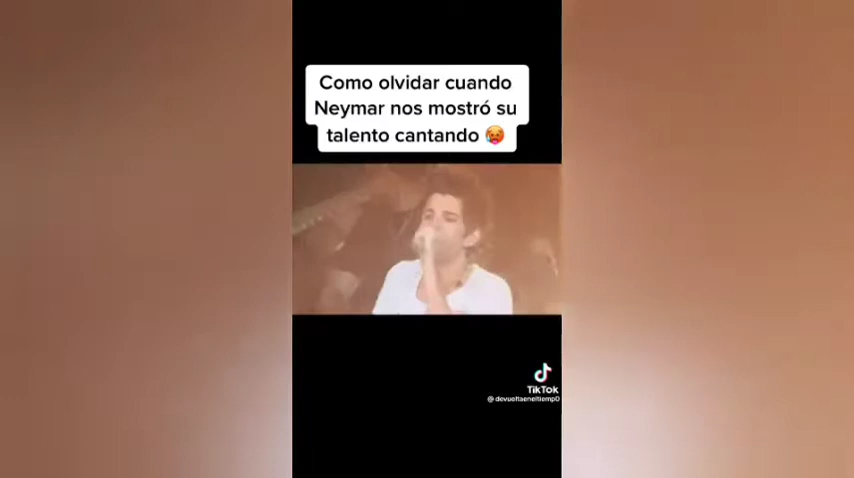 Como olvidar cuando
Neymar nos mostró su
talento cantando 🥵
TikTok
@devueltaeneltiemp0